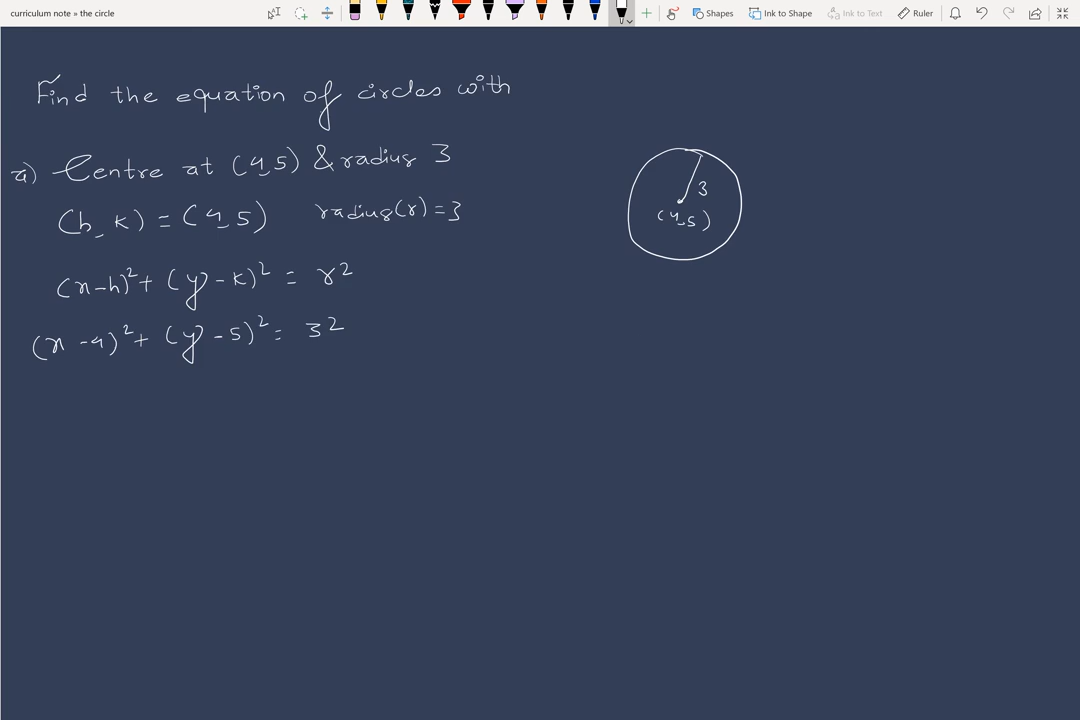 curriculum note » the circle
Shapes Ink to Shape Ink to Text Ruler
Find the equation of circles with
a) Centre at (4,5) & radius 3
(h, k) = (4,5) radius(r) = 3
(x-h)² + (y-k)² = r²
(x-4)² + (y-5)² = 3²
3
(4,5)